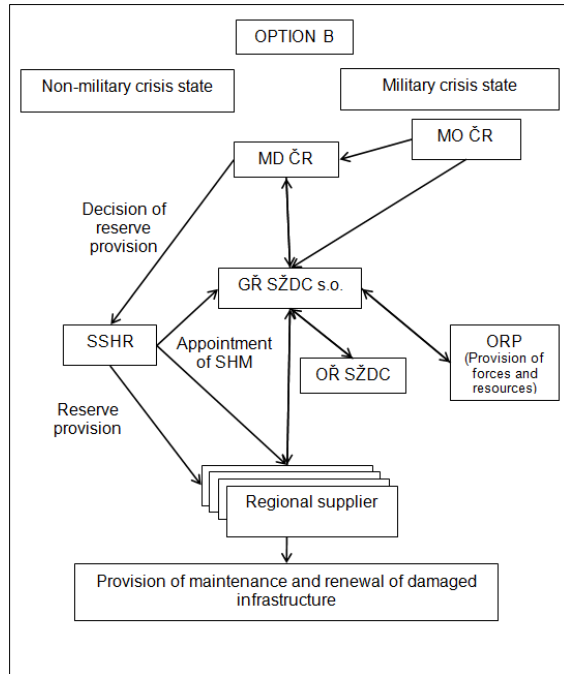 OPTION B
Non-military crisis state
Military crisis state
MO ČR
MD ČR
Decision of
reserve
provision
GŘ SŽDC s.o.
SSHR
Appointment
of SHM
OŘ SŽDC
ORP
(Provision of
forces and
resources)
Reserve
provision
Regional supplier
Provision of maintenance and renewal of damaged
infrastructure